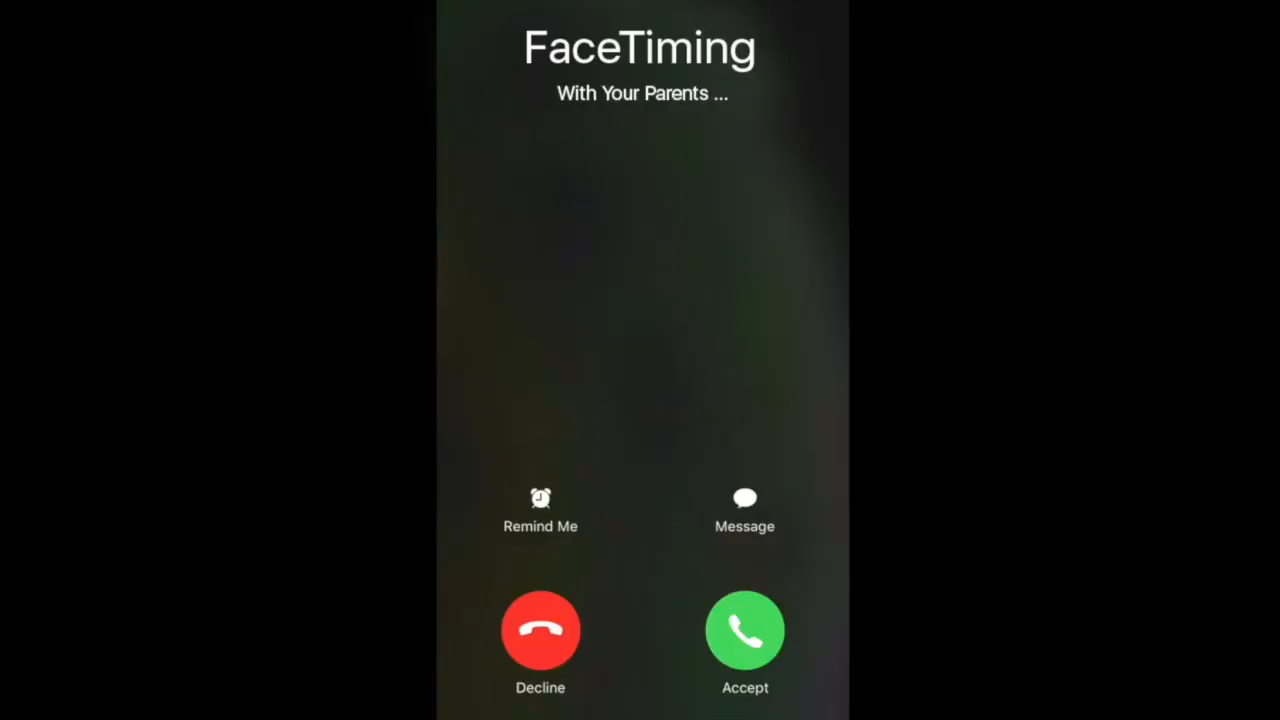 FaceTiming
With Your Parents ...
Remind Me
Message
Decline
Accept